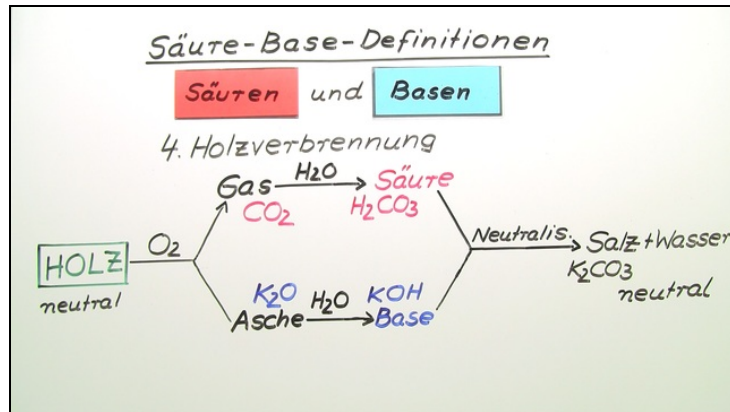 Säure-Base-Definitionen
Säuren und Basen
4. Holzverbrennung
Gas H₂O Säure
CO₂ H₂CO₃
HOLZ O₂ Neutralis. Salz+Wasser
neutral K₂CO₃
neutral
K₂O H₂O KOH
Asche Base